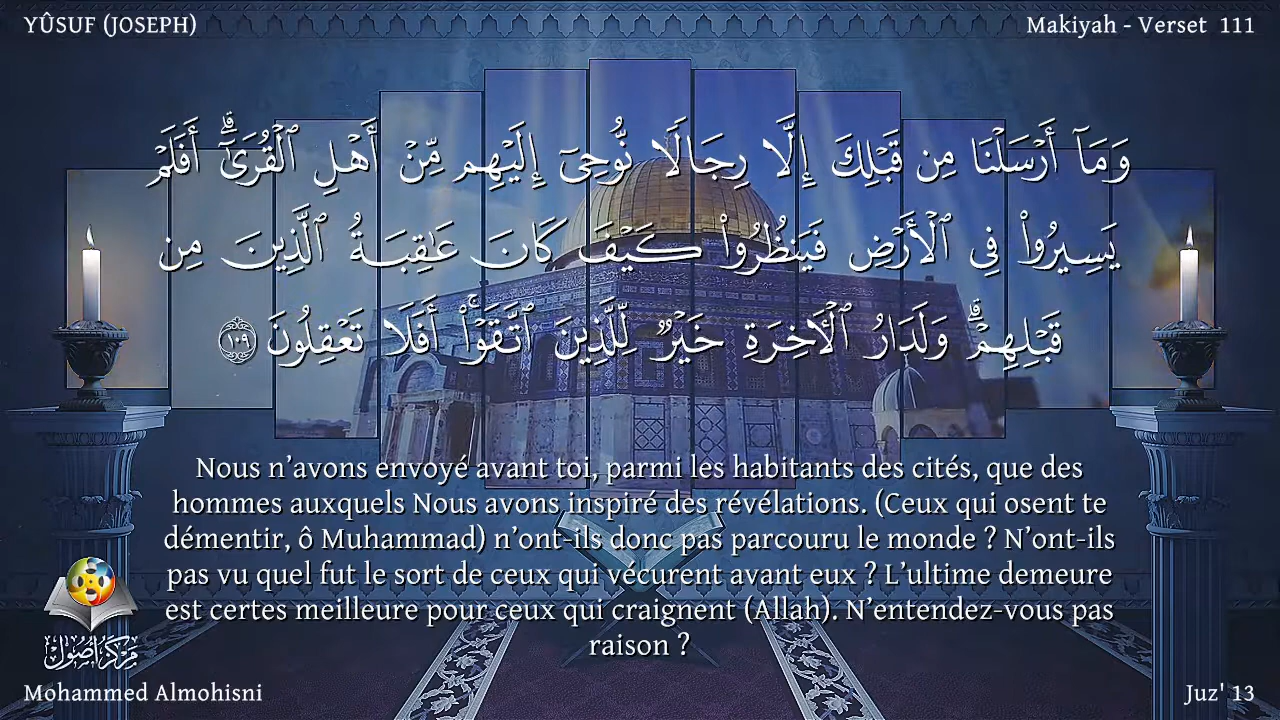 YÛSUF (JOSEPH)
Makiyah - Verset 111
وَمَآ أَرْسَلْنَا مِن قَبْلِكَ إِلَّا رِجَالًا نُّوحِىٓ إِلَيْهِم مِّنْ أَهْلِ ٱلْقُرَىٰٓ ۗ أَفَلَمْ
يَسِيرُوا۟ فِى ٱلْأَرْضِ فَيَنظُرُوا۟ كَيْفَ كَانَ عَـٰقِبَةُ ٱلَّذِينَ مِن
قَبْلِهِمْ ۗ وَلَدَارُ ٱلْـَٔاخِرَةِ خَيْرٌ لِّلَّذِينَ ٱتَّقَوْا۟ ۗ أَفَلَا تَعْقِلُونَ ١٠٩
Nous n’avons envoyé avant toi, parmi les habitants des cités, que des
hommes auxquels Nous avons inspiré des révélations. (Ceux qui osent te
démentir, ô Muhammad) n’ont-ils donc pas parcouru le monde ? N’ont-ils
pas vu quel fut le sort de ceux qui vécurent avant eux ? L’ultime demeure
est certes meilleure pour ceux qui craignent (Allah). N’entendez-vous pas
raison ?
مركز أصول
Mohammed Almohisni
Juz' 13